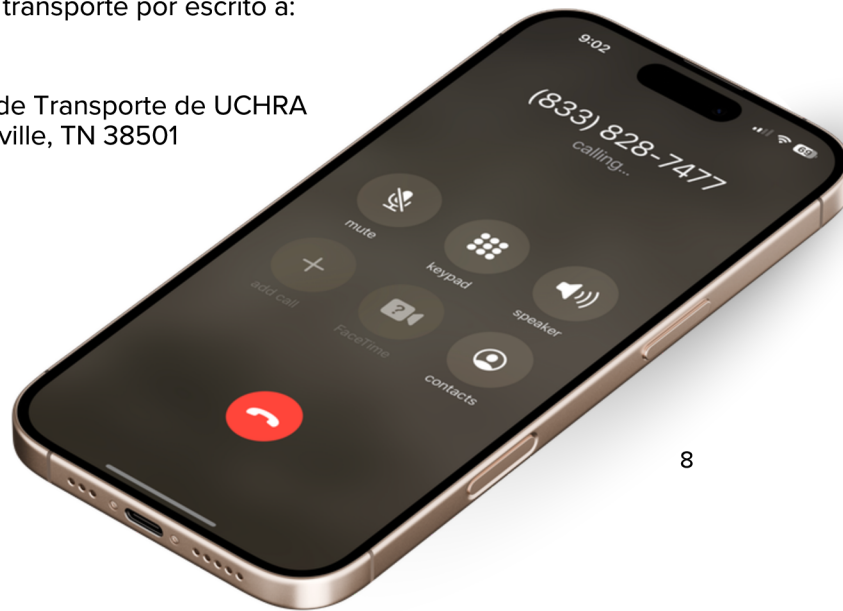 transporte por escrito a:
de Transporte de UCHRA
ville, TN 38501
9:02
69
(833) 828-7477
calling...
mute
keypad
speaker
add call
FaceTime
contacts
8